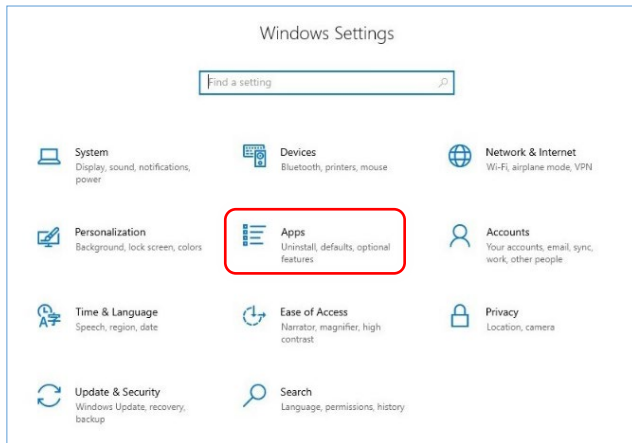 Windows Settings
Find a setting
System
Display, sound, notifications,
power
Devices
Bluetooth, printers, mouse
Network & Internet
Wi-Fi, airplane mode, VPN
Personalization
Background, lock screen, colors
Apps
Uninstall, defaults, optional
features
Accounts
Your accounts, email, sync,
work, other people
Time & Language
Speech, region, date
Ease of Access
Narrator, magnifier, high
contrast
Privacy
Location, camera
Update & Security
Windows Update, recovery,
backup
Search
Language, permissions, history